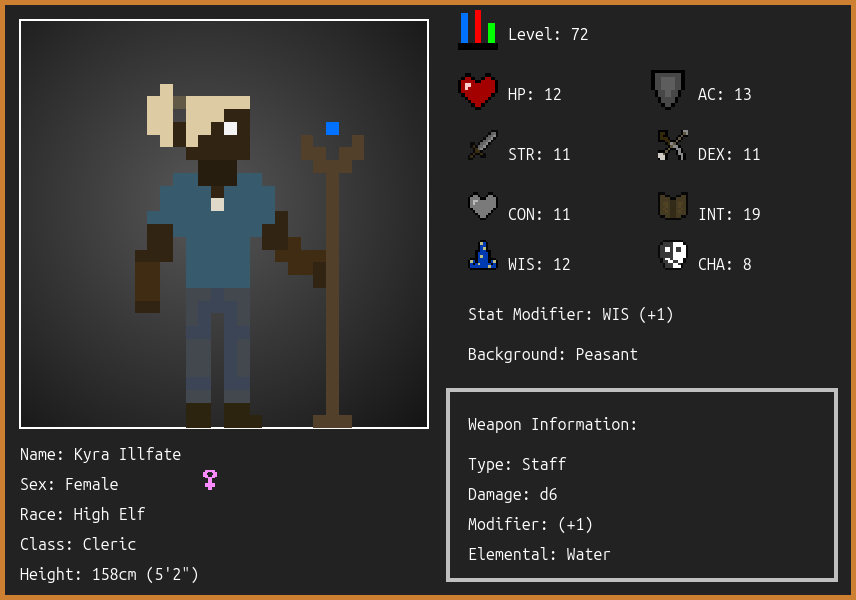 Level: 72
HP: 12
AC: 13
STR: 11
DEX: 11
CON: 11
INT: 19
WIS: 12
CHA: 8
Stat Modifier: WIS (+1)
Background: Peasant
Weapon Information:
Type: Staff
Damage: d6
Modifier: (+1)
Elemental: Water
Name: Kyra Illfate
Sex: Female
Race: High Elf
Class: Cleric
Height: 158cm (5'2")